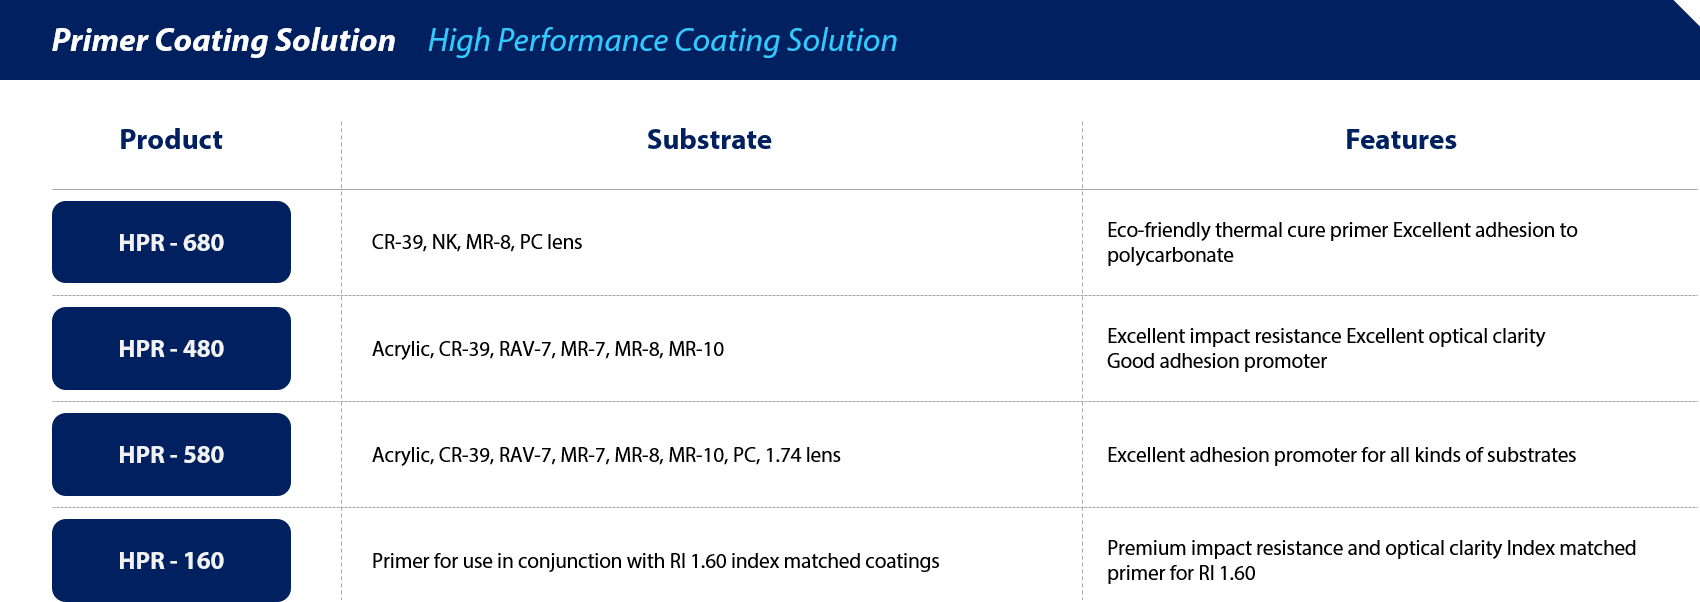 Primer Coating Solution High Performance Coating Solution
Product Substrate Features
HPR - 680
CR-39, NK, MR-8, PC lens
Eco-friendly thermal cure primer Excellent adhesion to
polycarbonate
HPR - 480
Acrylic, CR-39, RAV-7, MR-7, MR-8, MR-10
Excellent impact resistance Excellent optical clarity
Good adhesion promoter
HPR - 580
Acrylic, CR-39, RAV-7, MR-7, MR-8, MR-10, PC, 1.74 lens
Excellent adhesion promoter for all kinds of substrates
HPR - 160
Primer for use in conjunction with RI 1.60 index matched coatings
Premium impact resistance and optical clarity Index matched
primer for RI 1.60